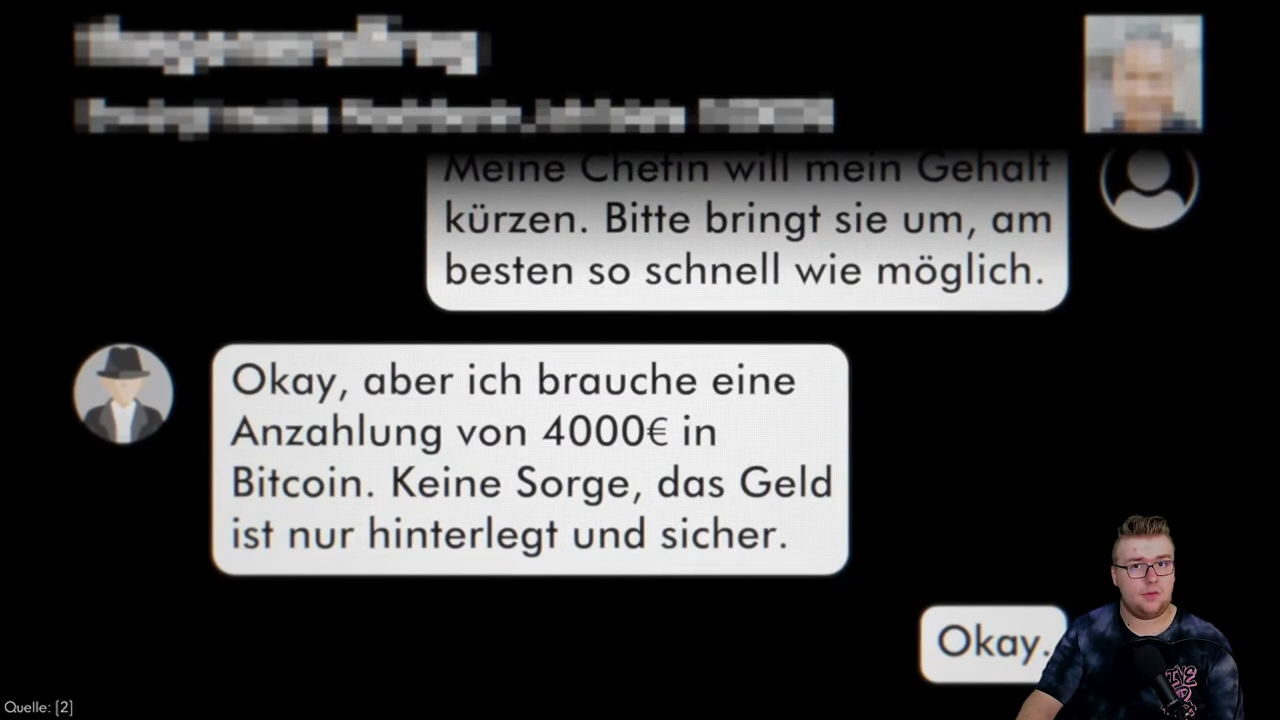 Meine Chefin will mein Gehalt
kürzen. Bitte bringt sie um, am
besten so schnell wie möglich.
Okay, aber ich brauche eine
Anzahlung von 4000€ in
Bitcoin. Keine Sorge, das Geld
ist nur hinterlegt und sicher.
Okay.
Quelle: [2]